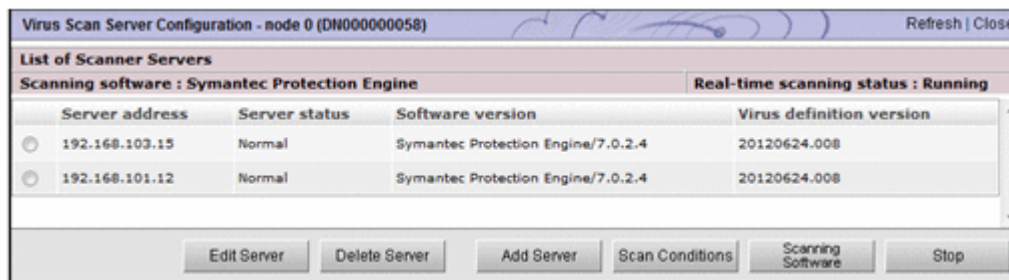 Virus Scan Server Configuration - node 0 (DN000000058) Refresh | Close
List of Scanner Servers
Scanning software : Symantec Protection Engine Real-time scanning status : Running
Server address Server status Software version Virus definition version
192.168.103.15 Normal Symantec Protection Engine/7.0.2.4 20120624.008
192.168.101.12 Normal Symantec Protection Engine/7.0.2.4 20120624.008
Edit Server Delete Server Add Server Scan Conditions Scanning Software Stop